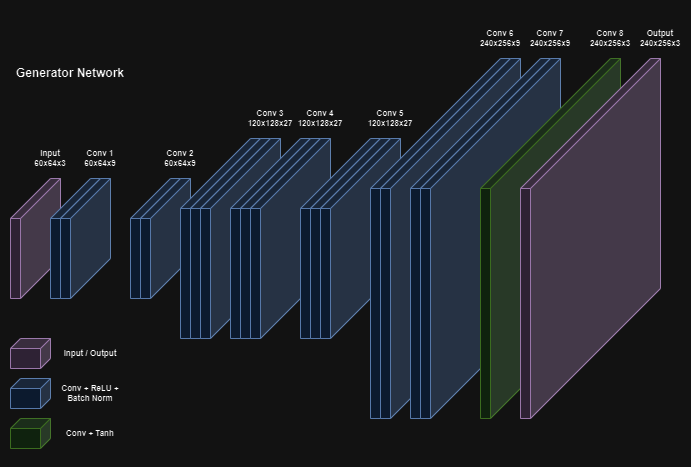 Generator Network
Input
60x64x3
Conv 1
60x64x9
Conv 2
60x64x9
Conv 3
120x128x27
Conv 4
120x128x27
Conv 5
120x128x27
Conv 6
240x256x9
Conv 7
240x256x9
Conv 8
240x256x3
Output
240x256x3
Input / Output
Conv + ReLU +
Batch Norm
Conv + Tanh